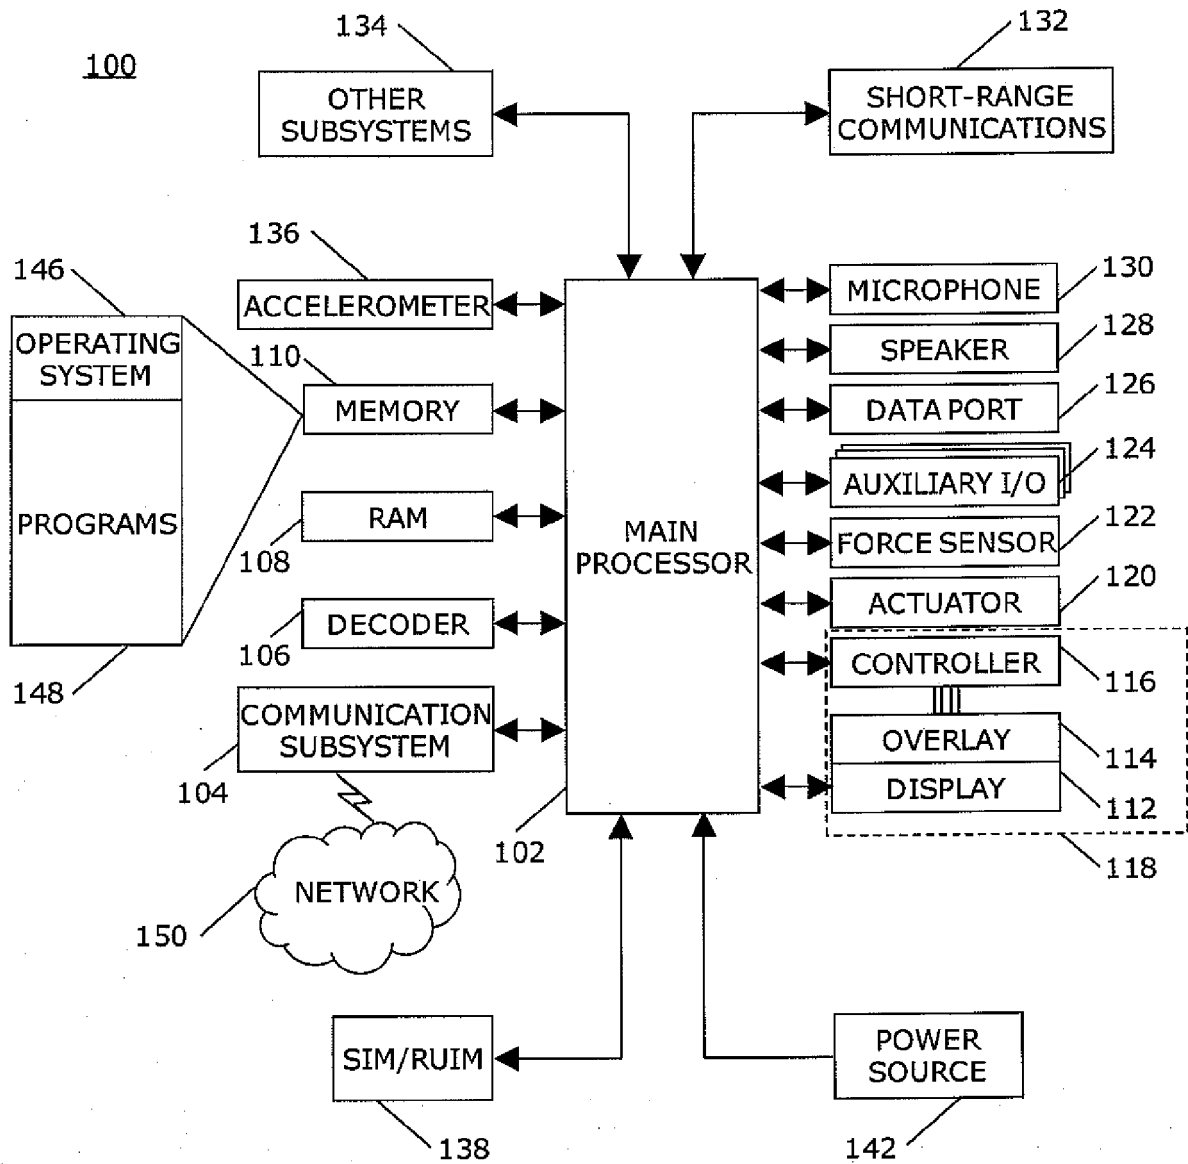 134
132
100
OTHER
SUBSYSTEMS
SHORT-RANGE
COMMUNICATIONS
136
146
ACCELEROMETER
MICROPHONE
130
OPERATING
SYSTEM
110
SPEAKER
128
MEMORY
DATA PORT
126
AUXILIARY I/O
124
PROGRAMS
RAM
108
MAIN
PROCESSOR
FORCE SENSOR
122
ACTUATOR
120
DECODER
106
CONTROLLER
116
148
COMMUNICATION
SUBSYSTEM
104
OVERLAY
114
DISPLAY
112
102
118
NETWORK
150
SIM/RUIM
138
POWER
SOURCE
142